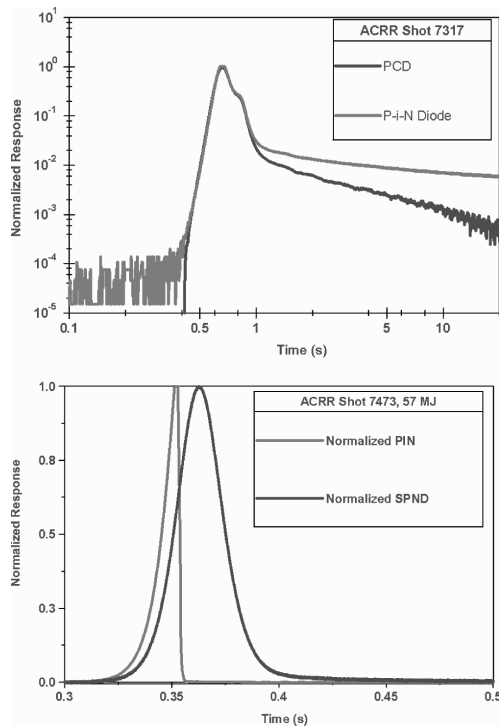 ACRR Shot 7317
PCD
P-i-N Diode
Normalized Response
10^0
10^-1
10^-2
10^-3
10^-4
10^-5
0.1
0.5
1
5
10
Time (s)
ACRR Shot 7473, 57 MJ
Normalized PIN
Normalized SPND
Normalized Response
1.0
0.8
0.5
0.3
0.0
0.3
0.35
0.4
0.45
0.5
Time (s)